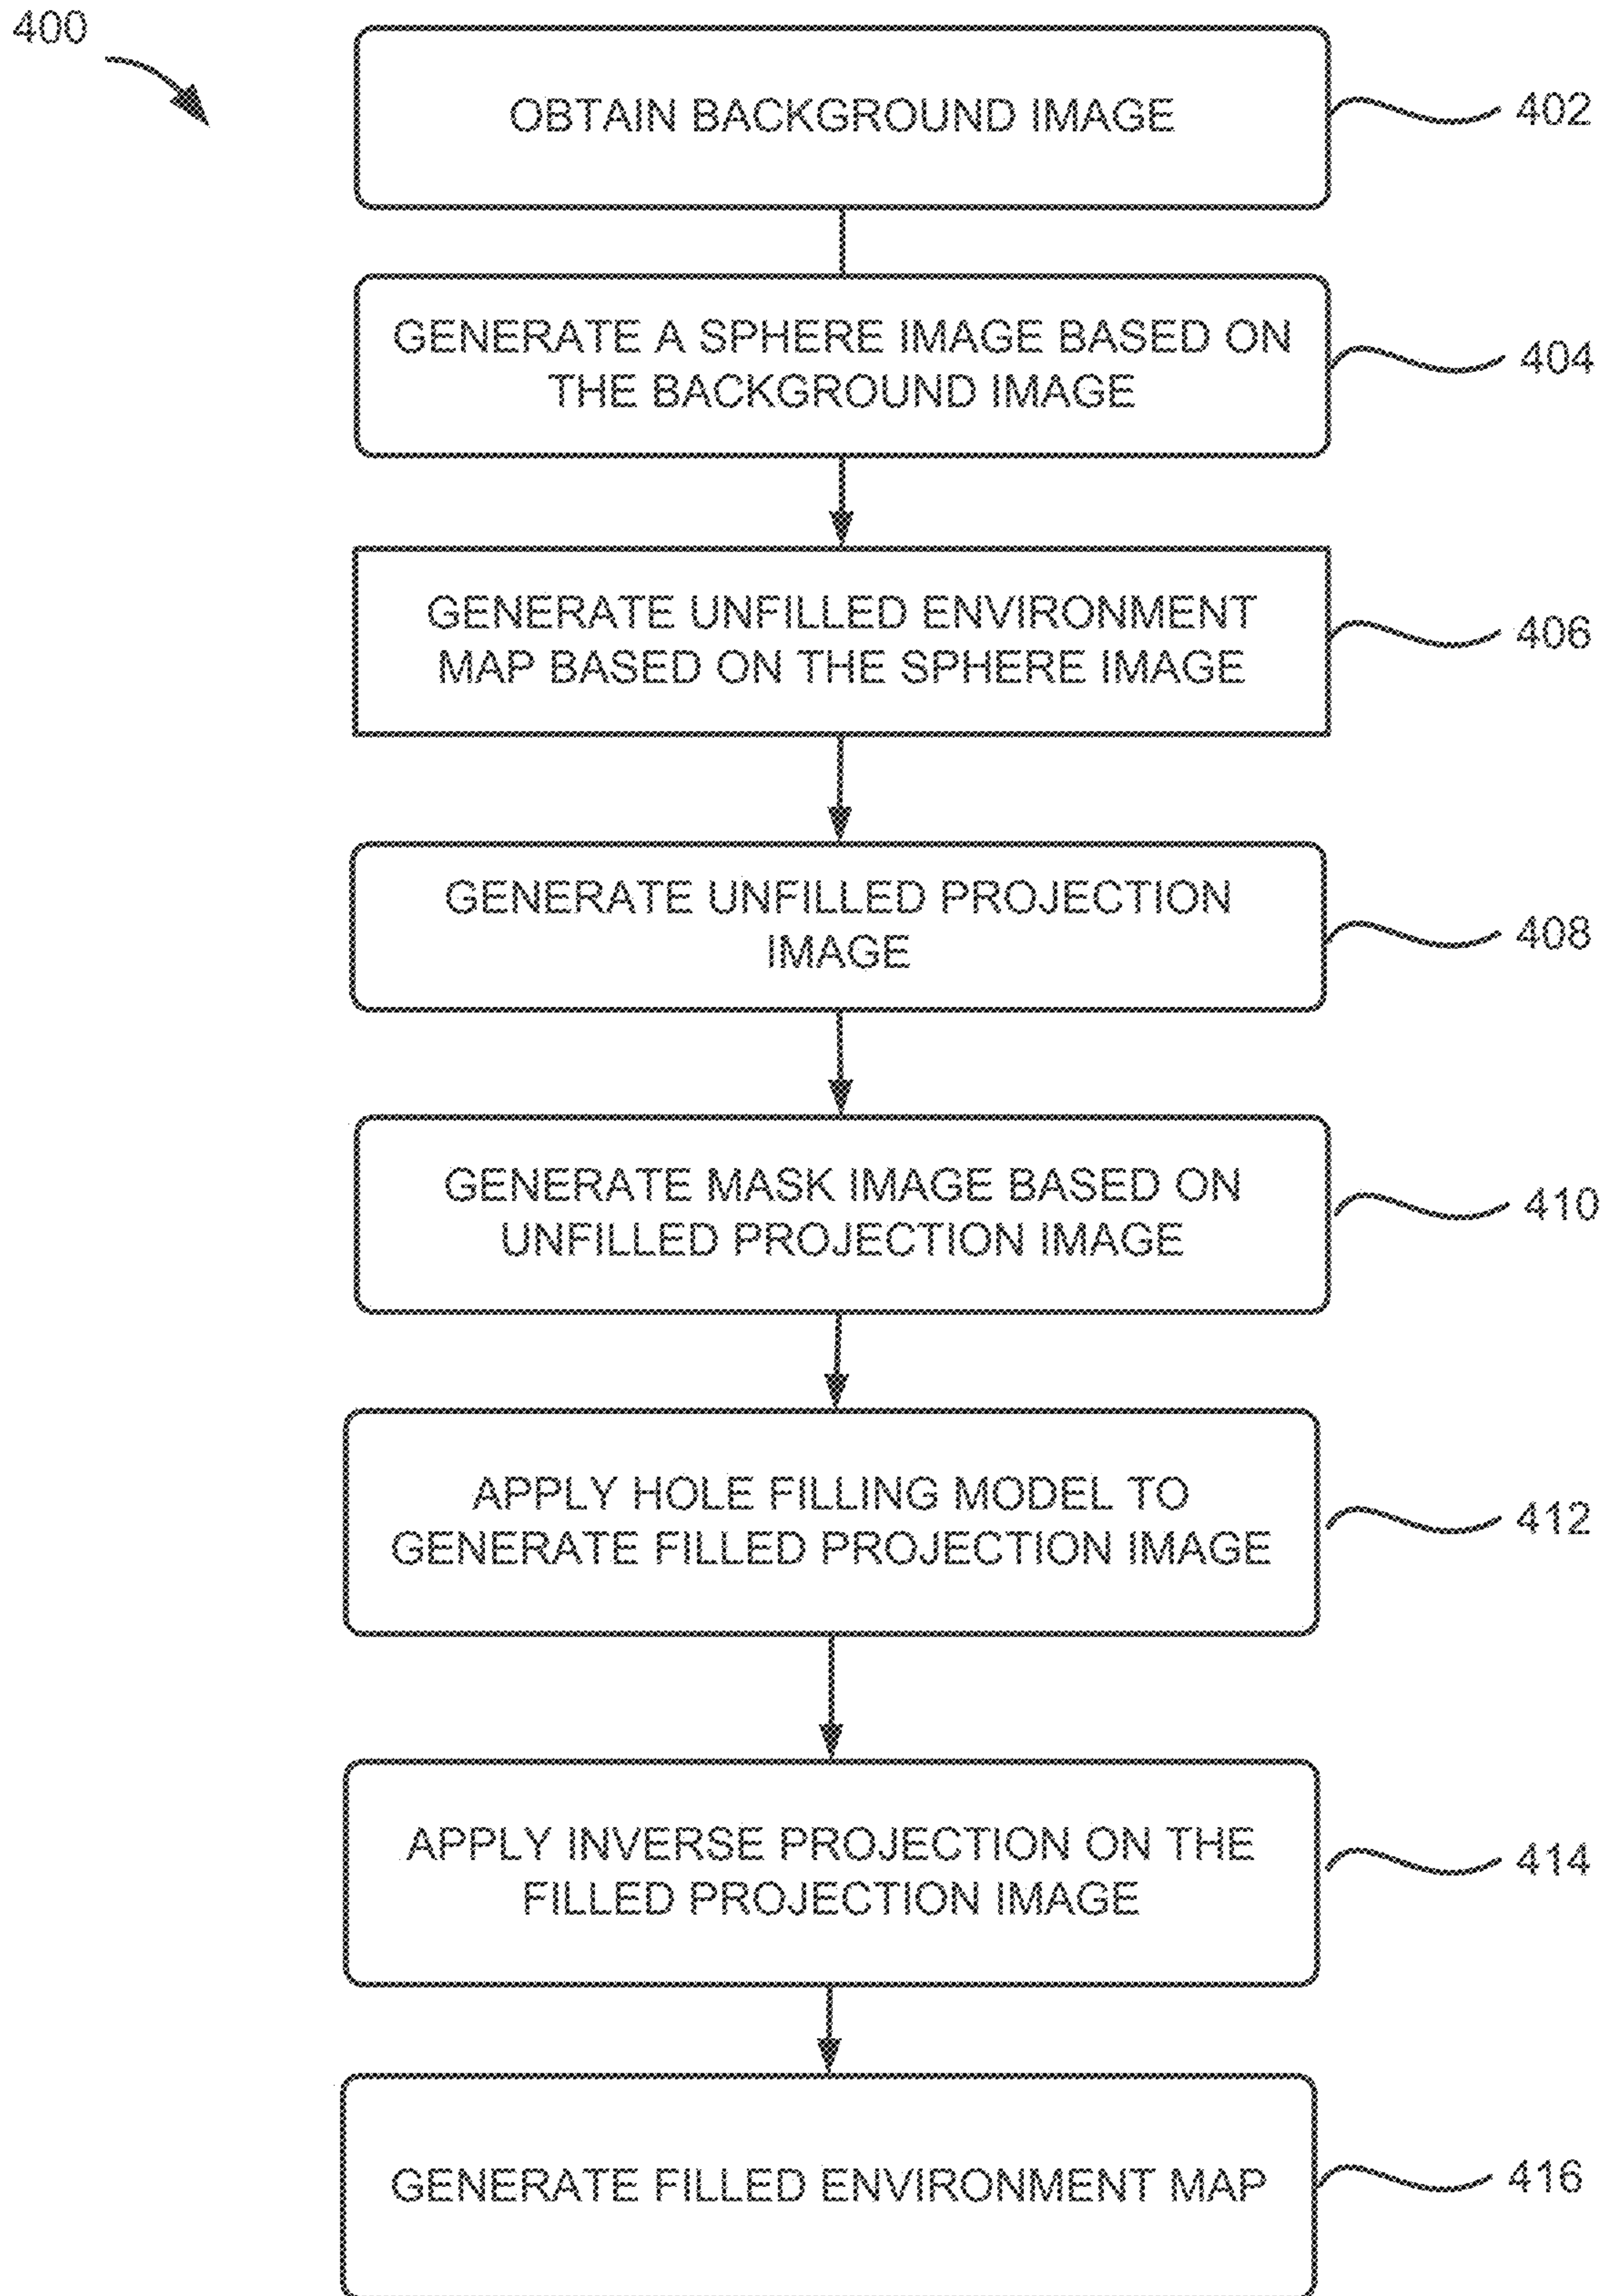 400
OBTAIN BACKGROUND IMAGE
402
GENERATE A SPHERE IMAGE BASED ON
THE BACKGROUND IMAGE
404
GENERATE UNFILLED ENVIRONMENT
MAP BASED ON THE SPHERE IMAGE
406
GENERATE UNFILLED PROJECTION
IMAGE
408
GENERATE MASK IMAGE BASED ON
UNFILLED PROJECTION IMAGE
410
APPLY HOLE FILLING MODEL TO
GENERATE FILLED PROJECTION IMAGE
412
APPLY INVERSE PROJECTION ON THE
FILLED PROJECTION IMAGE
414
GENERATE FILLED ENVIRONMENT MAP
416